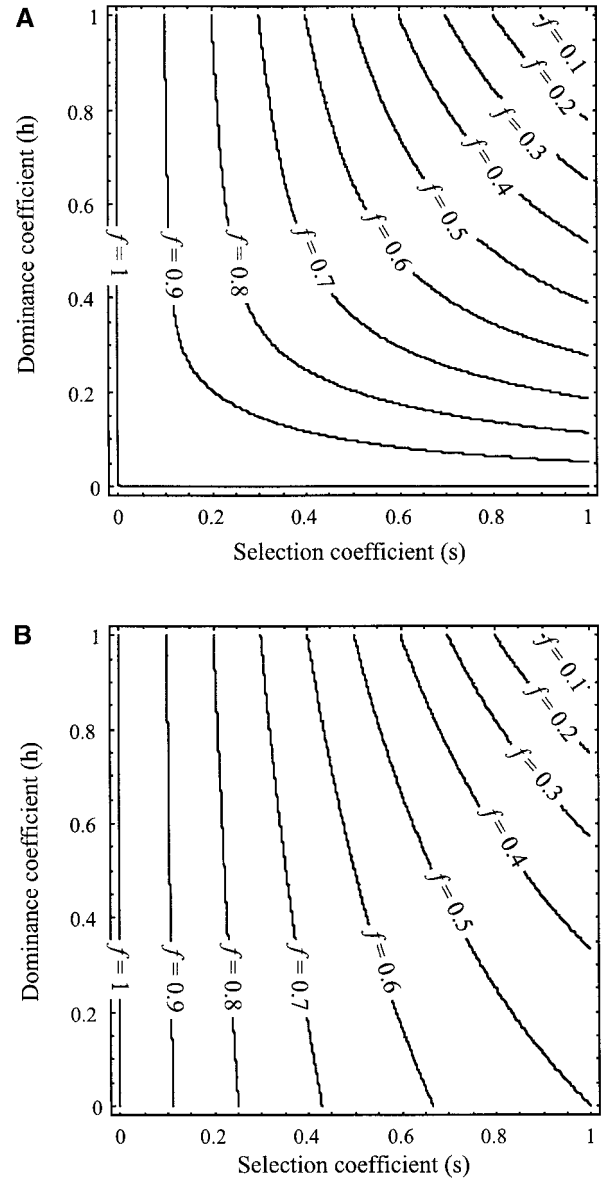 A
Dominance coefficient (h)
1
0.8
0.6
0.4
0.2
0
f = 1
f = 0.9
f = 0.8
f = 0.7
f = 0.6
f = 0.5
f = 0.4
f = 0.3
f = 0.2
f = 0.1
0 0.2 0.4 0.6 0.8 1
Selection coefficient (s)
B
Dominance coefficient (h)
1
0.8
0.6
0.4
0.2
0
f = 1
f = 0.9
f = 0.8
f = 0.7
f = 0.6
f = 0.5
f = 0.4
f = 0.3
f = 0.2
f = 0.1
0 0.2 0.4 0.6 0.8 1
Selection coefficient (s)